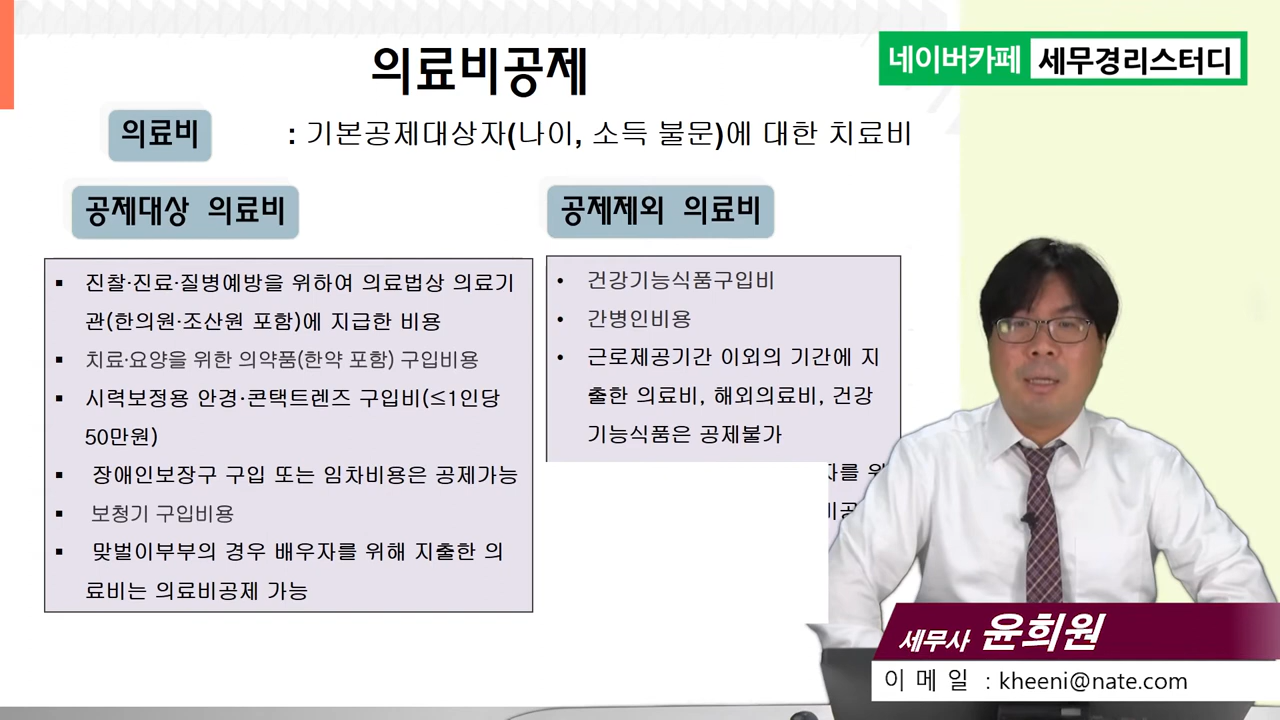 의료비공제
네이버카페 세무경리스터디
의료비 : 기본공제대상자(나이, 소득 불문)에 대한 치료비
공제대상 의료비
▪ 진찰·진료·질병예방을 위하여 의료법상 의료기
관(한의원·조산원 포함)에 지급한 비용
▪ 치료·요양을 위한 의약품(한약 포함) 구입비용
▪ 시력보정용 안경·콘택트렌즈 구입비(≤1인당
50만원)
▪ 장애인보장구 구입 또는 임차비용은 공제가능
▪ 보청기 구입비용
▪ 맞벌이부부의 경우 배우자를 위해 지출한 의
료비는 의료비공제 가능
공제제외 의료비
• 건강기능식품구입비
• 간병인비용
• 근로제공기간 이외의 기간에 지
출한 의료비, 해외의료비, 건강
기능식품은 공제불가
세무사 윤희원
이 메 일 : kheeni@nate.com